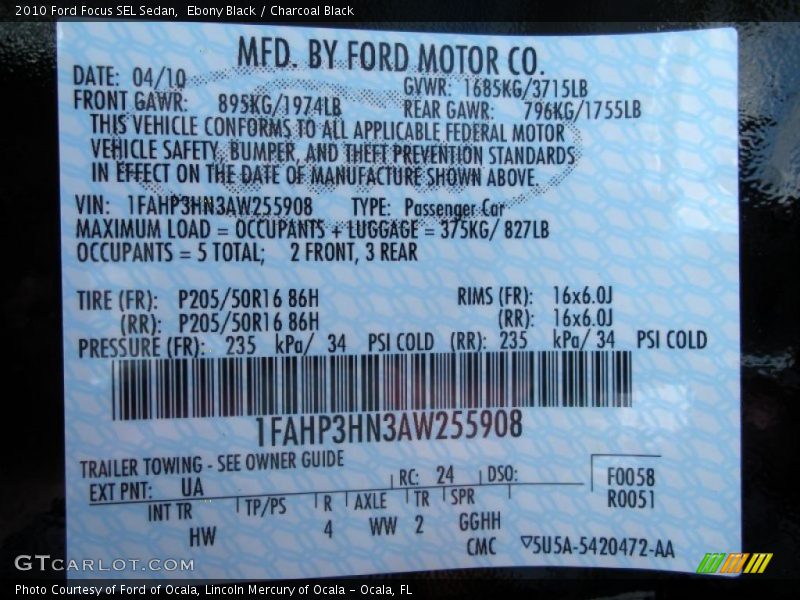 2010 Ford Focus SEL Sedan,  Ebony Black / Charcoal Black
MFD. BY FORD MOTOR CO.
DATE: 04/10 GVWR: 1685KG/3715LB
FRONT GAWR: 895KG/1974LB REAR GAWR: 796KG/1755LB
THIS VEHICLE CONFORMS TO ALL APPLICABLE FEDERAL MOTOR
VEHICLE SAFETY, BUMPER, AND THEFT PREVENTION STANDARDS
IN EFFECT ON THE DATE OF MANUFACTURE SHOWN ABOVE
VIN: 1FAHP3HN3AW255908 TYPE: Passenger Car
MAXIMUM LOAD = OCCUPANTS + LUGGAGE = 375KG/ 827LB
OCCUPANTS = 5 TOTAL; 2 FRONT, 3 REAR
TIRE (FR): P205/50R16 86H RIMS (FR): 16x6.0J
(RR): P205/50R16 86H (RR): 16x6.0J
PRESSURE (FR): 235 kPa/ 34 PSI COLD (RR): 235 kPa/ 34 PSI COLD
1FAHP3HN3AW255908
TRAILER TOWING - SEE OWNER GUIDE
EXT PNT: UA RC: 24 DSO: F0058
R0051
INT TR TP/PS R AXLE TR SPR
HW 4 WW 2 GGHH
CMC ▽5U5A-5420472-AA
GTCARLOT.COM
Photo Courtesy of Ford of Ocala, Lincoln Mercury of Ocala – Ocala, FL